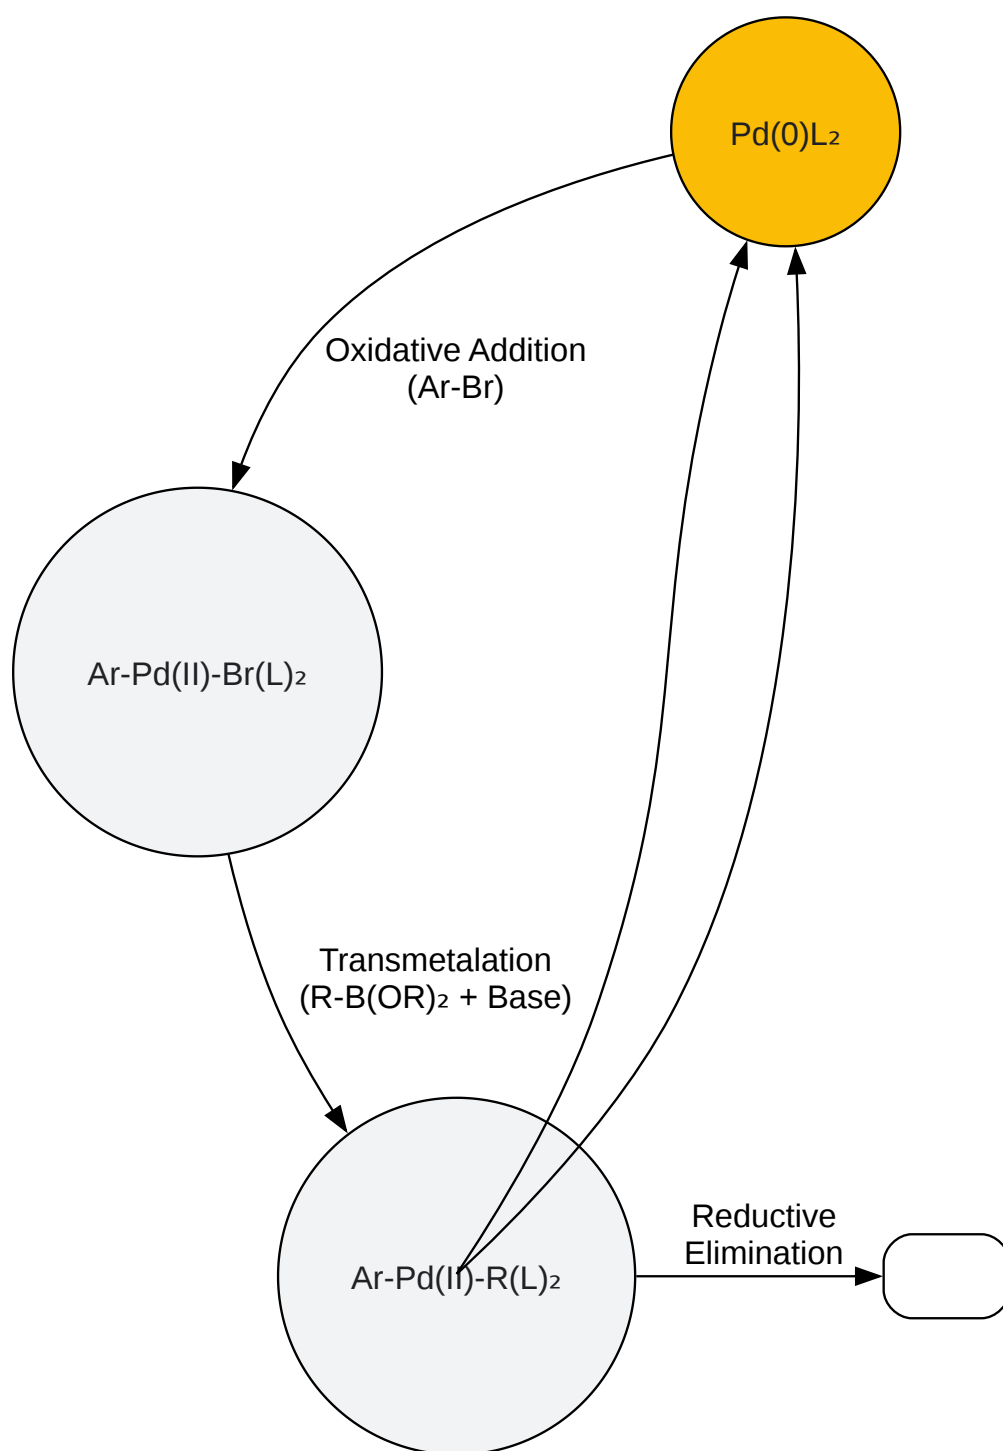 Pd(0)L₂
Oxidative Addition
(Ar-Br)
Ar-Pd(II)-Br(L)₂
Transmetalation
(R-B(OR)₂ + Base)
Reductive
Elimination
Ar-Pd(II)-R(L)₂